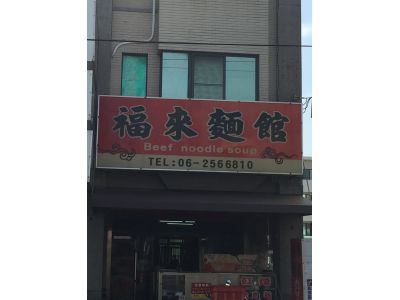 福來麵館
Beef noodle soup
TEL:06-2566810